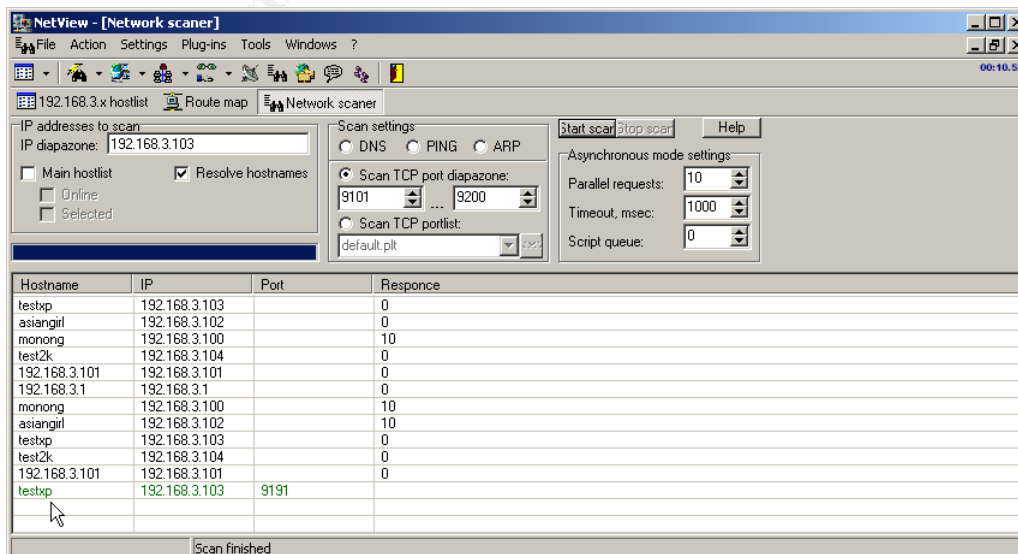 NetView - [Network scaner]
File Action Settings Plug-ins Tools Windows ?
00:10.5
192.168.3.x hostlist Route map Network scaner
IP addresses to scan
IP diapazone: 192.168.3.103
Main hostlist Resolve hostnames
Online
Selected
Scan settings
DNS PING ARP
Scan TCP port diapazone:
9101 ... 9200
Scan TCP portlist:
default.plt
Start scan Stop scan Help
Asynchronous mode settings
Parallel requests: 10
Timeout, msec: 1000
Script queue: 0
Hostname IP Port Responce
testxp 192.168.3.103 0
asiangirl 192.168.3.102 0
monong 192.168.3.100 10
test2k 192.168.3.104 0
192.168.3.101 192.168.3.101 0
192.168.3.1 192.168.3.1 0
monong 192.168.3.100 10
asiangirl 192.168.3.102 10
testxp 192.168.3.103 0
test2k 192.168.3.104 0
192.168.3.101 192.168.3.101 0
testxp 192.168.3.103 9191
Scan finished